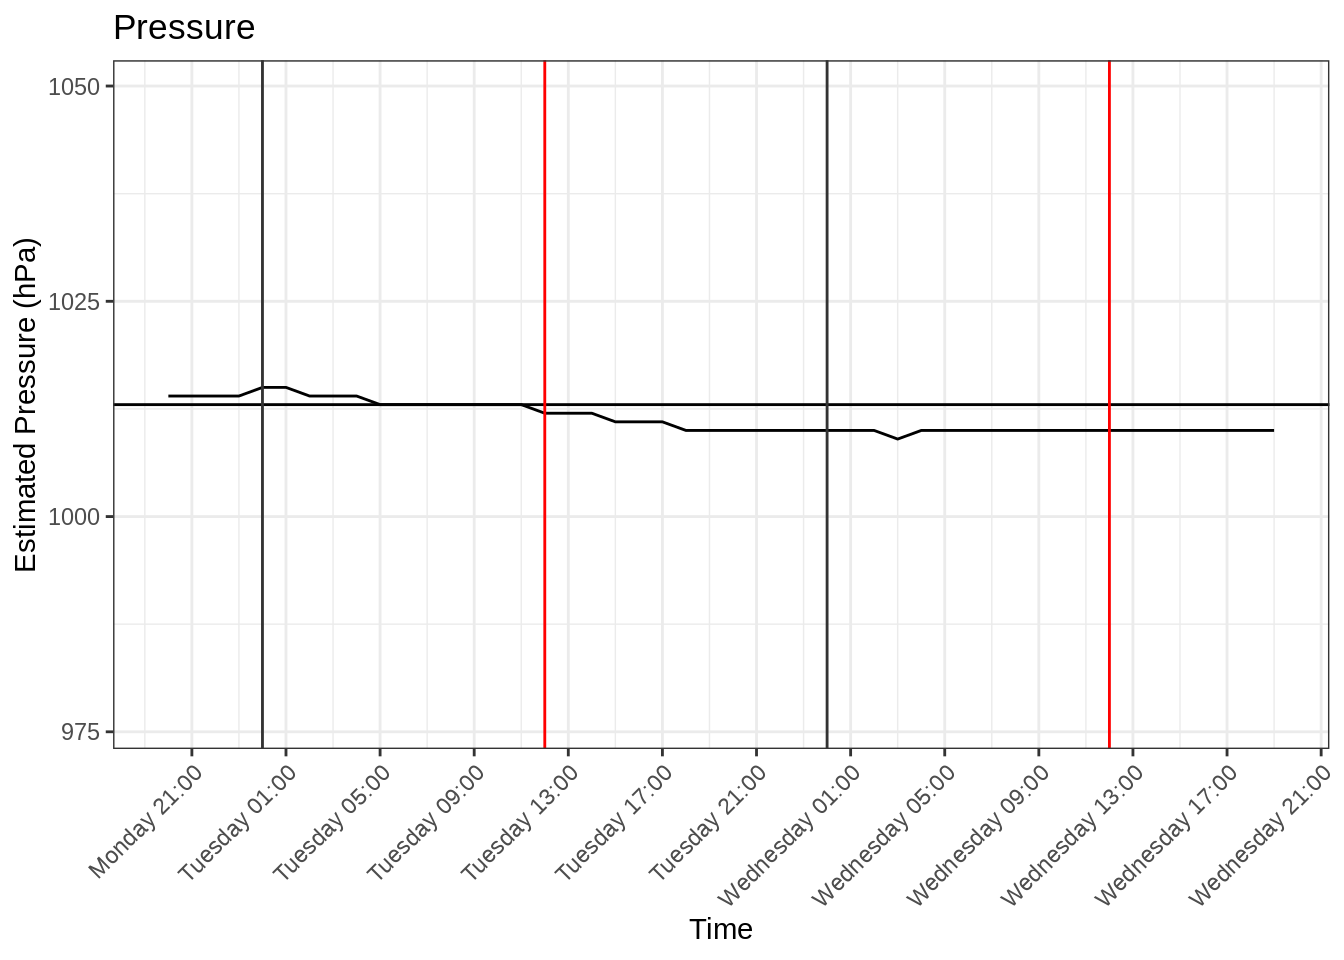 Pressure
Estimated Pressure (hPa)
1050
1025
1000
975
Monday 21:00
Tuesday 01:00
Tuesday 05:00
Tuesday 09:00
Tuesday 13:00
Tuesday 17:00
Tuesday 21:00
Wednesday 01:00
Wednesday 05:00
Wednesday 09:00
Wednesday 13:00
Wednesday 17:00
Wednesday 21:00
Time